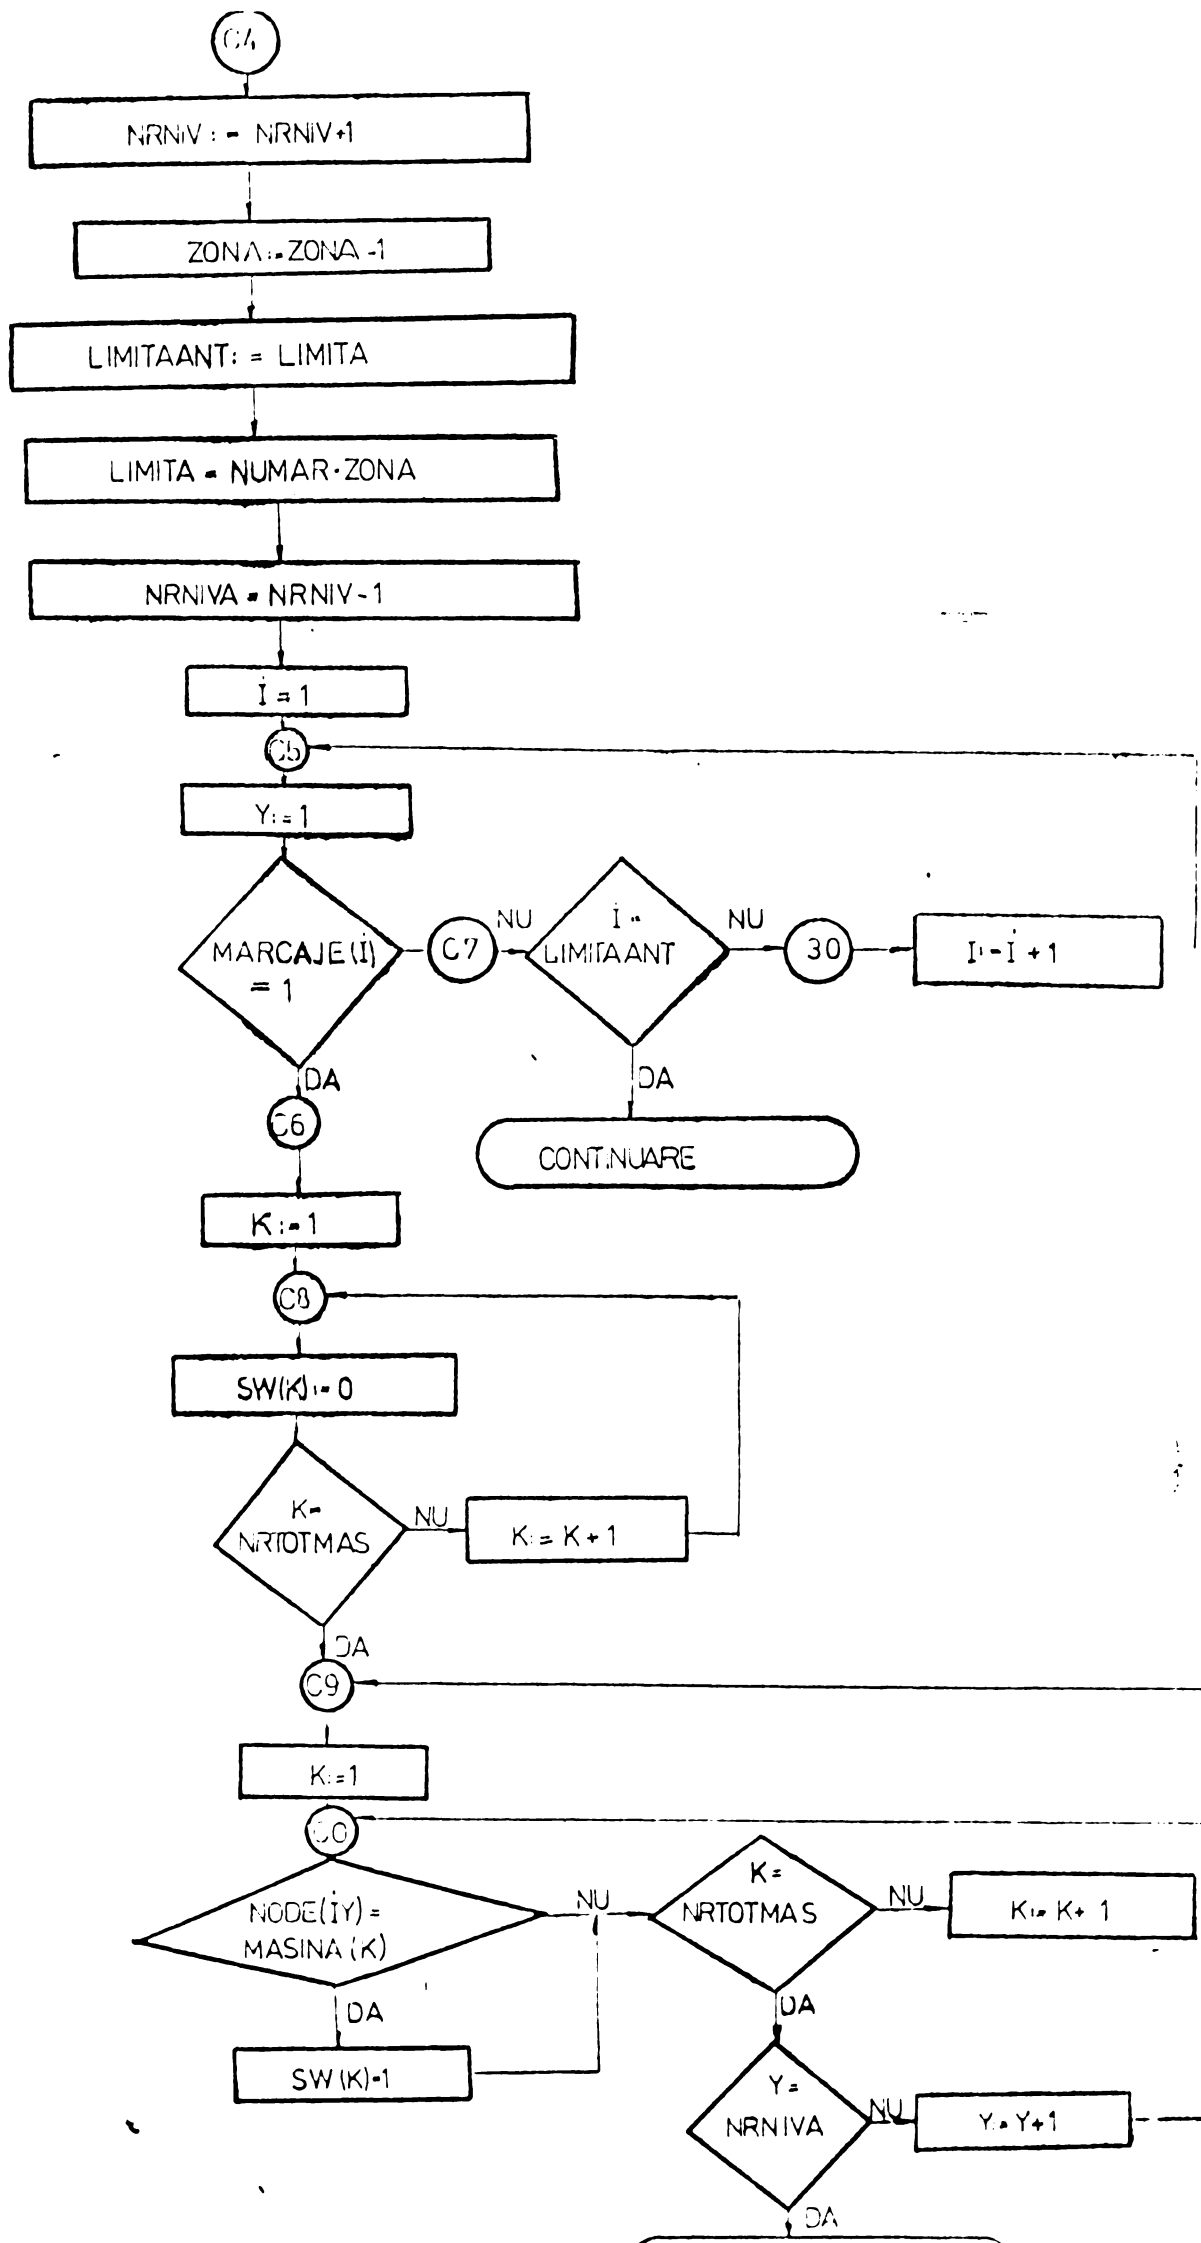 C4
NRNIV := NRNIV+1
ZONA := ZONA-1
LIMITAANT: = LIMITA
LIMITA = NUMAR·ZONA
NRNIVA = NRNIV-1
İ = 1
C5
Y:=1
MARCAJE(İ)
= 1
C7
NU
İ =
LIMITAANT
NU
30
I:=İ+1
DA
DA
C6
CONTINUARE
K:=1
C8
SW(K):=0
K=
NRTOTMAS
NU
K:=K+1
DA
C9
K:=1
NODE(İY)=
MASINA(K)
NU
K=
NRTOTMAS
NU
K:=K+1
DA
DA
SW(K)=1
Y=
NRNIVA
NU
Y:=Y+1
DA